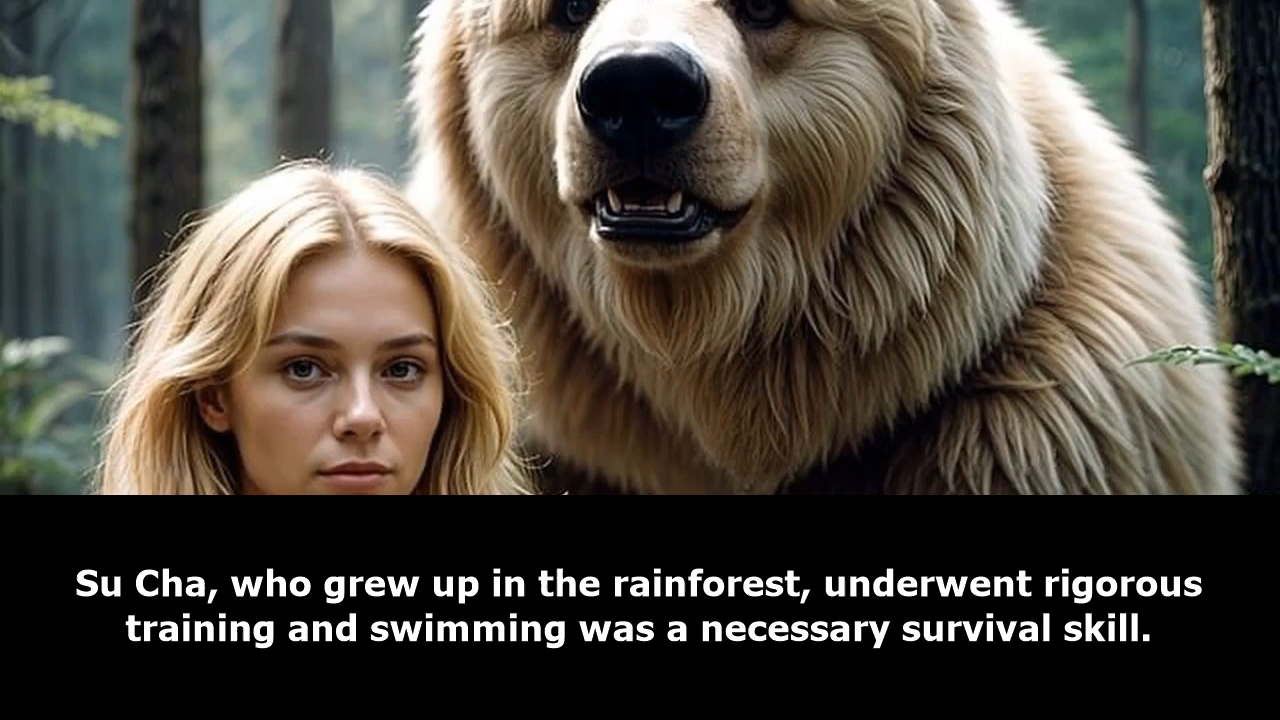 Su Cha, who grew up in the rainforest, underwent rigorous
training and swimming was a necessary survival skill.